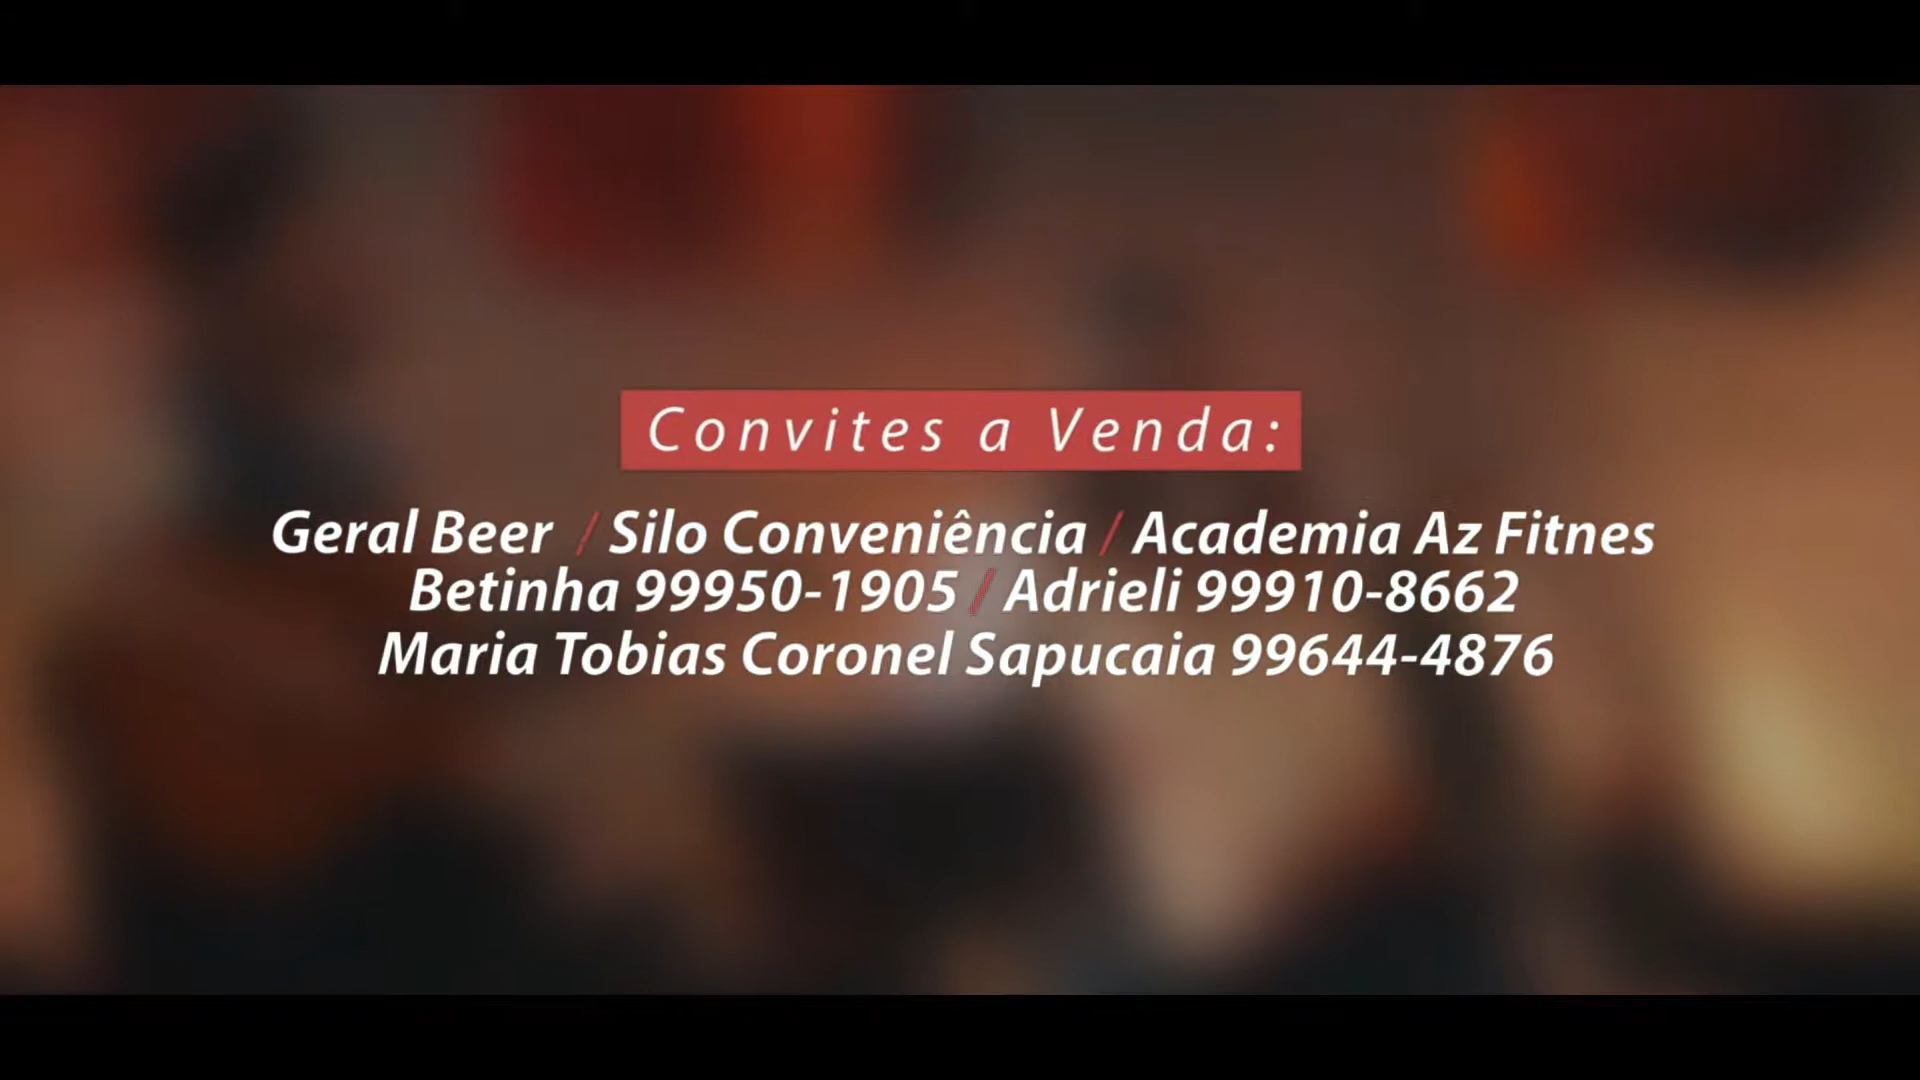 Convites a Venda:
Geral Beer / Silo Conveniência / Academia Az Fitnes
Betinha 99950-1905 / Adrieli 99910-8662
Maria Tobias Coronel Sapucaia 99644-4876